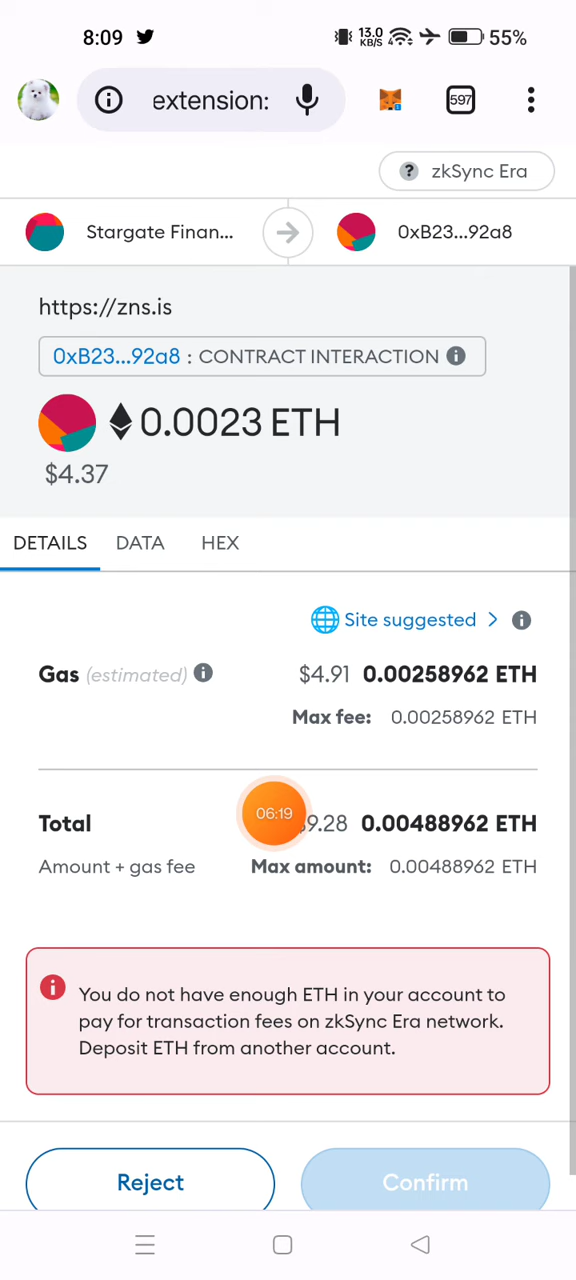 8:09 13.0 KB/S 55%
extension: 597
? zkSync Era
Stargate Finan... 0xB23...92a8
https://zns.is
0xB23...92a8 : CONTRACT INTERACTION
0.0023 ETH
$4.37
DETAILS DATA HEX
Site suggested >
Gas (estimated) $4.91 0.00258962 ETH
Max fee: 0.00258962 ETH
06:19
Total 9.28 0.00488962 ETH
Amount + gas fee Max amount: 0.00488962 ETH
You do not have enough ETH in your account to
pay for transaction fees on zkSync Era network.
Deposit ETH from another account.
Reject Confirm